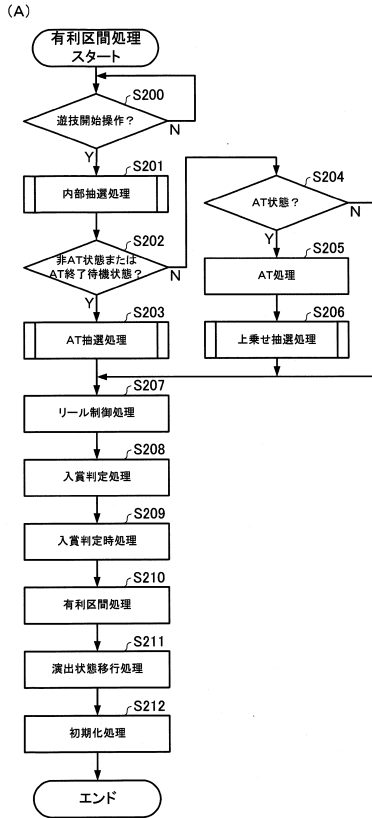 (A)
有利区間処理
スタート
S200
遊技開始操作?
N
Y
S201
内部抽選処理
S202
非AT状態または
AT終了待機状態?
N
Y
S203
AT抽選処理
S204
AT状態?
N
Y
S205
AT処理
S206
上乗せ抽選処理
S207
リール制御処理
S208
入賞判定処理
S209
入賞判定時処理
S210
有利区間処理
S211
演出状態移行処理
S212
初期化処理
エンド